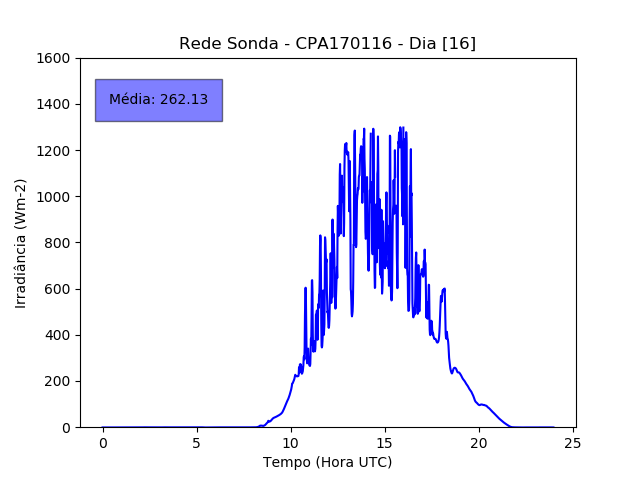 Rede Sonda - CPA170116 - Dia [16]
1600
Média: 262.13
1400
1200
1000
800
600
400
200
0
Irradiância (Wm-2)
0 5 10 15 20 25
Tempo (Hora UTC)